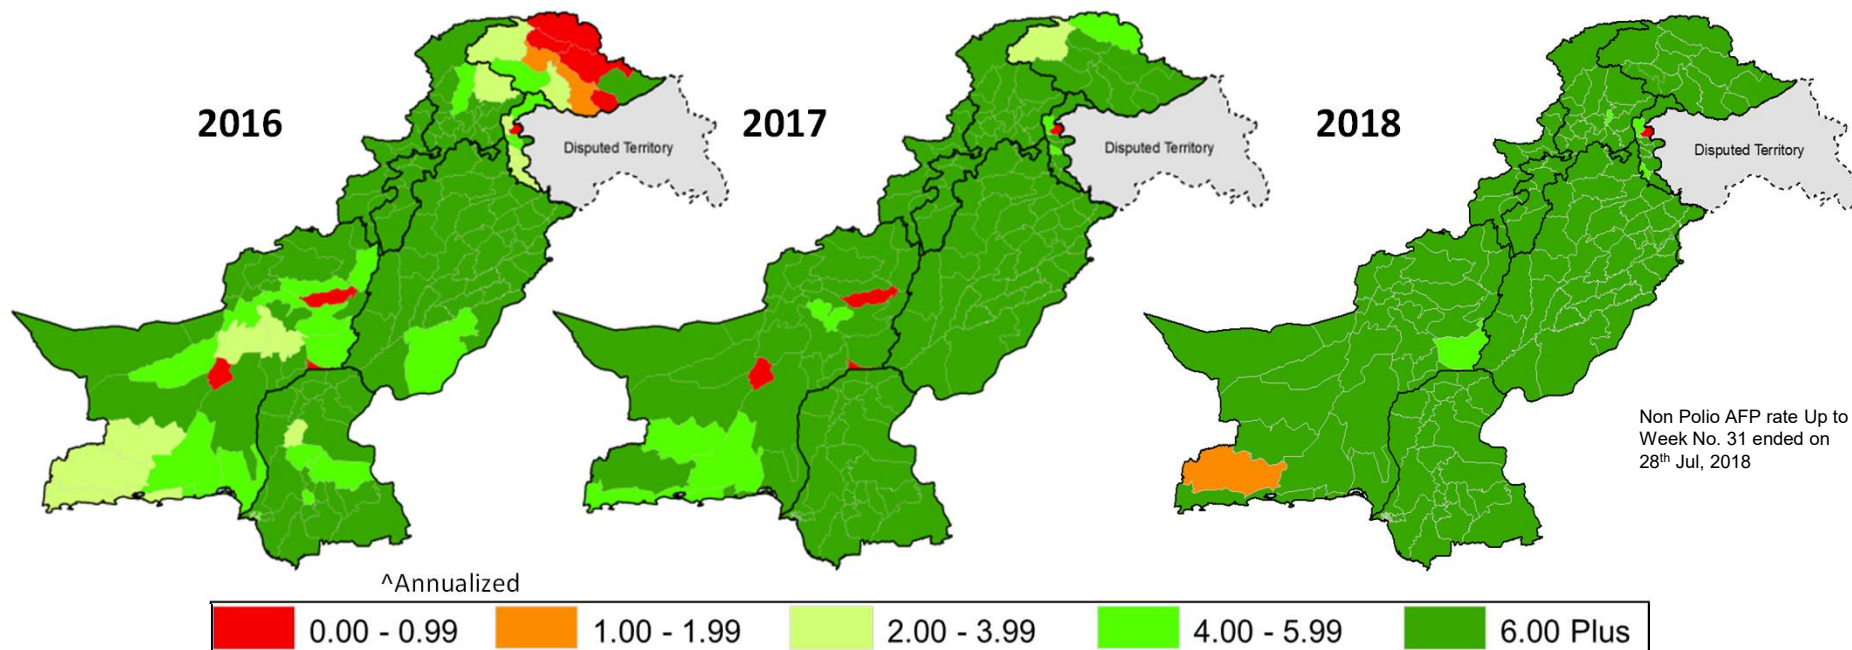 2016
2017
2018
Disputed Territory
Disputed Territory
Disputed Territory
Non Polio AFP rate Up to
Week No. 31 ended on
28th Jul, 2018
^Annualized
0.00 - 0.99
1.00 - 1.99
2.00 - 3.99
4.00 - 5.99
6.00 Plus